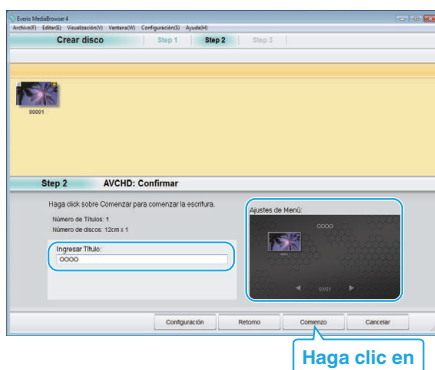 Everio MediaBrowser 4
Archivo(F) Editar(E) Visualización(V) Ventana(W) Configuración(S) Ayuda(H)
Crear disco Step 1 Step 2 Step 3
00001
Step 2 AVCHD: Confirmar
Haga click sobre Comenzar para comenzar la escritura.
Número de Títulos: 1
Número de discos: 12cm x 1
Ingresar Título:
OOOO
Ajustes de Menú:
OOOO
01/01
Configuración Retorno Comienzo Cancelar
Haga clic en